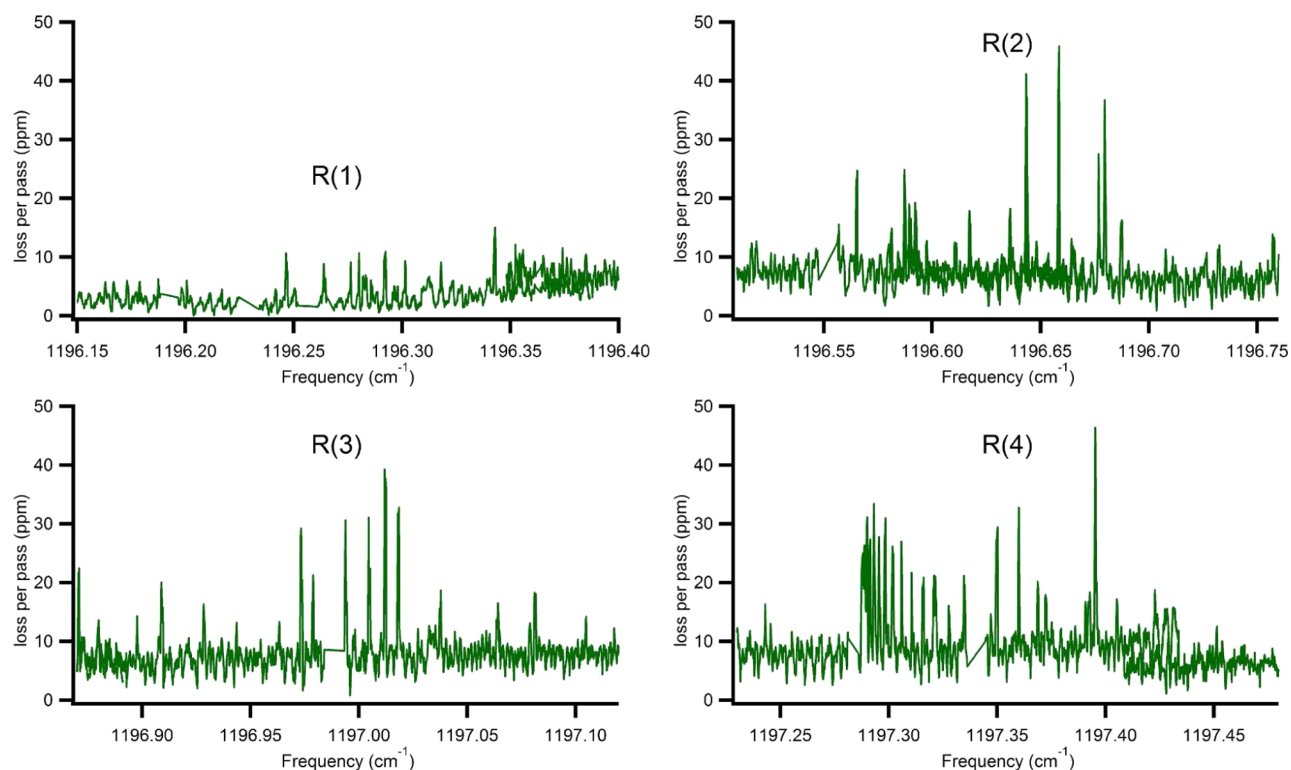 50
40
30
20
10
0
loss per pass (ppm)
R(1)
1196.15 1196.20 1196.25 1196.30 1196.35 1196.40
Frequency (cm⁻¹)
50
40
30
20
10
0
loss per pass (ppm)
R(2)
1196.55 1196.60 1196.65 1196.70 1196.75
Frequency (cm⁻¹)
50
40
30
20
10
0
loss per pass (ppm)
R(3)
1196.90 1196.95 1197.00 1197.05 1197.10
Frequency (cm⁻¹)
50
40
30
20
10
0
loss per pass (ppm)
R(4)
1197.25 1197.30 1197.35 1197.40 1197.45
Frequency (cm⁻¹)